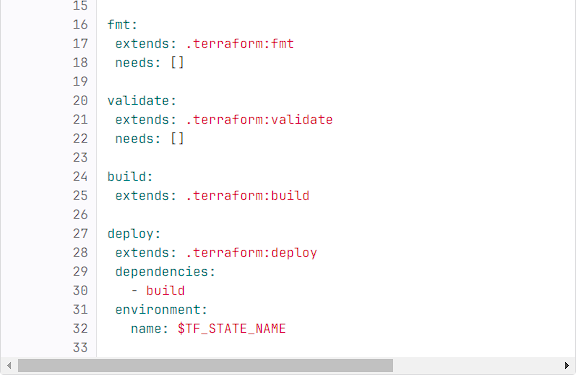 15
16 fmt:
17  extends: .terraform:fmt
18  needs: []
19
20 validate:
21  extends: .terraform:validate
22  needs: []
23
24 build:
25  extends: .terraform:build
26
27 deploy:
28  extends: .terraform:deploy
29  dependencies:
30    - build
31  environment:
32    name: $TF_STATE_NAME
33